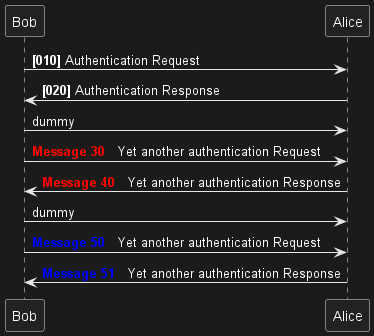 Bob Alice
[010] Authentication Request
[020] Authentication Response
dummy
Message 30 Yet another authentication Request
Message 40 Yet another authentication Response
dummy
Message 50 Yet another authentication Request
Message 51 Yet another authentication Response
Bob Alice